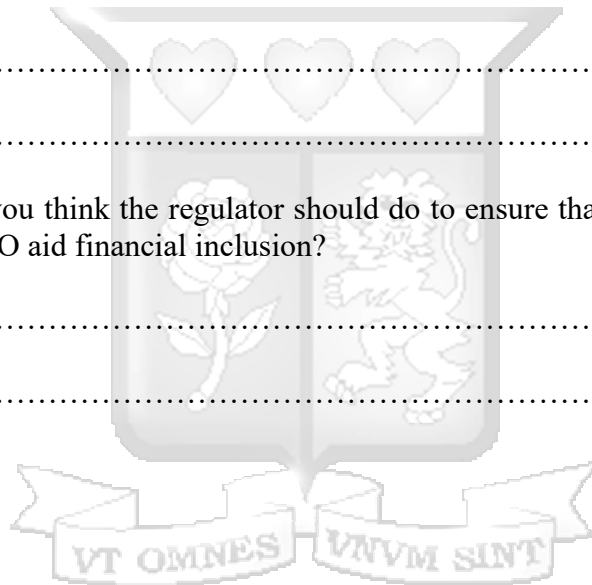 ……………………………………………………………
……………………………………………………………
you think the regulator should do to ensure tha
O aid financial inclusion?
……………………………………………………………
……………………………………………………………
VT OMNES VNVM SINT